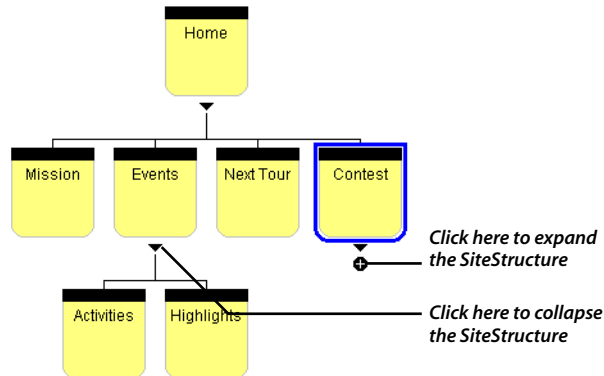 Home
Mission
Events
Next Tour
Contest
Click here to expand
the SiteStructure
Activities
Highlights
Click here to collapse
the SiteStructure